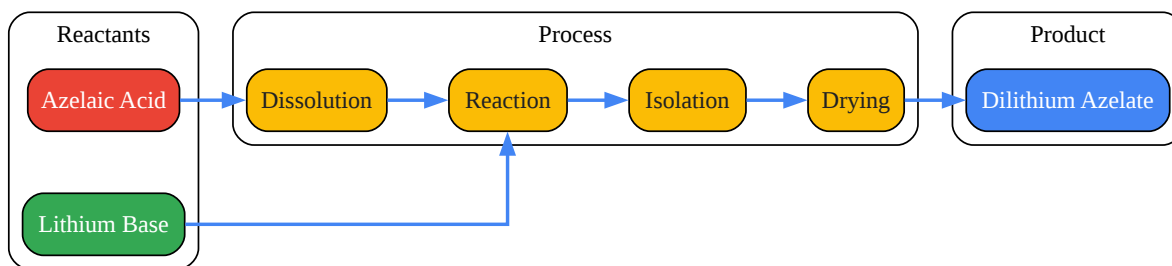 Reactants
Process
Product
Azelaic Acid
Dissolution
Reaction
Isolation
Drying
Dilithium Azelate
Lithium Base